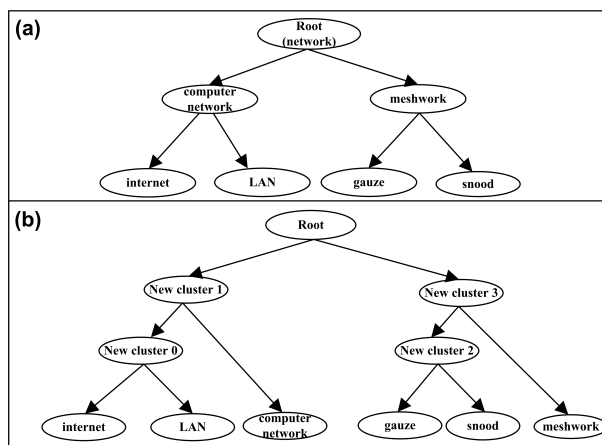 (a)
Root
(network)
computer
network
meshwork
internet
LAN
gauze
snood
(b)
Root
New cluster 1
New cluster 3
New cluster 0
New cluster 2
internet
LAN
computer
network
gauze
snood
meshwork